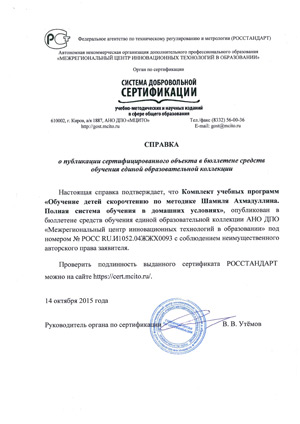 Федеральное агентство по техническому регулированию и метрологии (РОССТАНДАРТ)
Автономная некоммерческая организация дополнительного профессионального образования
«МЕЖРЕГИОНАЛЬНЫЙ ЦЕНТР ИННОВАЦИОННЫХ ТЕХНОЛОГИЙ В ОБРАЗОВАНИИ»
Орган по сертификации
СИСТЕМА ДОБРОВОЛЬНОЙ
СЕРТИФИКАЦИИ
учебно-методических и научных изданий
в сфере общего образования
610002, г. Киров, а/я 1887, АНО ДПО «МЦИТО»
Тел./факс (8332) 56-00-36
http://gost.mcito.ru
E-mail: gost@mcito.ru
СПРАВКА
о публикации сертифицированного объекта в бюллетене средств
обучения единой образовательной коллекции
Настоящая справка подтверждает, что Комплект учебных программ
«Обучение детей скорочтению по методике Шамиля Ахмадуллина.
Полная система обучения в домашних условиях», опубликован в
бюллетене средств обучения единой образовательной коллекции АНО ДПО
«Межрегиональный центр инновационных технологий в образовании» под
номером № РОСС RU.И1052.04ЖЖХ0093 с соблюдением неимущественного
авторского права заявителя.
Проверить подлинность выданного сертификата РОССТАНДАРТ
можно на сайте https://cert.mcito.ru/.
14 октября 2015 года
Руководитель органа по сертификации
В. В. Утёмов